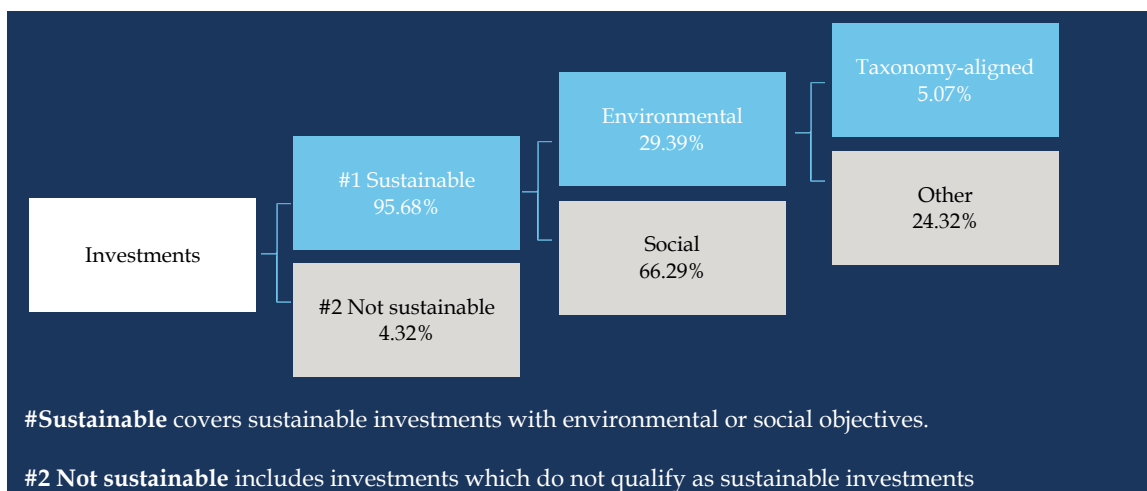 Taxonomy-aligned
5.07%
Environmental
29.39%
#1 Sustainable
95.68%
Other
24.32%
Investments
Social
66.29%
#2 Not sustainable
4.32%
#Sustainable covers sustainable investments with environmental or social objectives.
#2 Not sustainable includes investments which do not qualify as sustainable investments